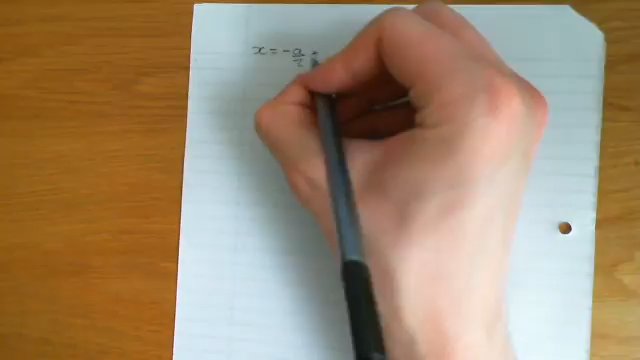 x = -a/2 ±